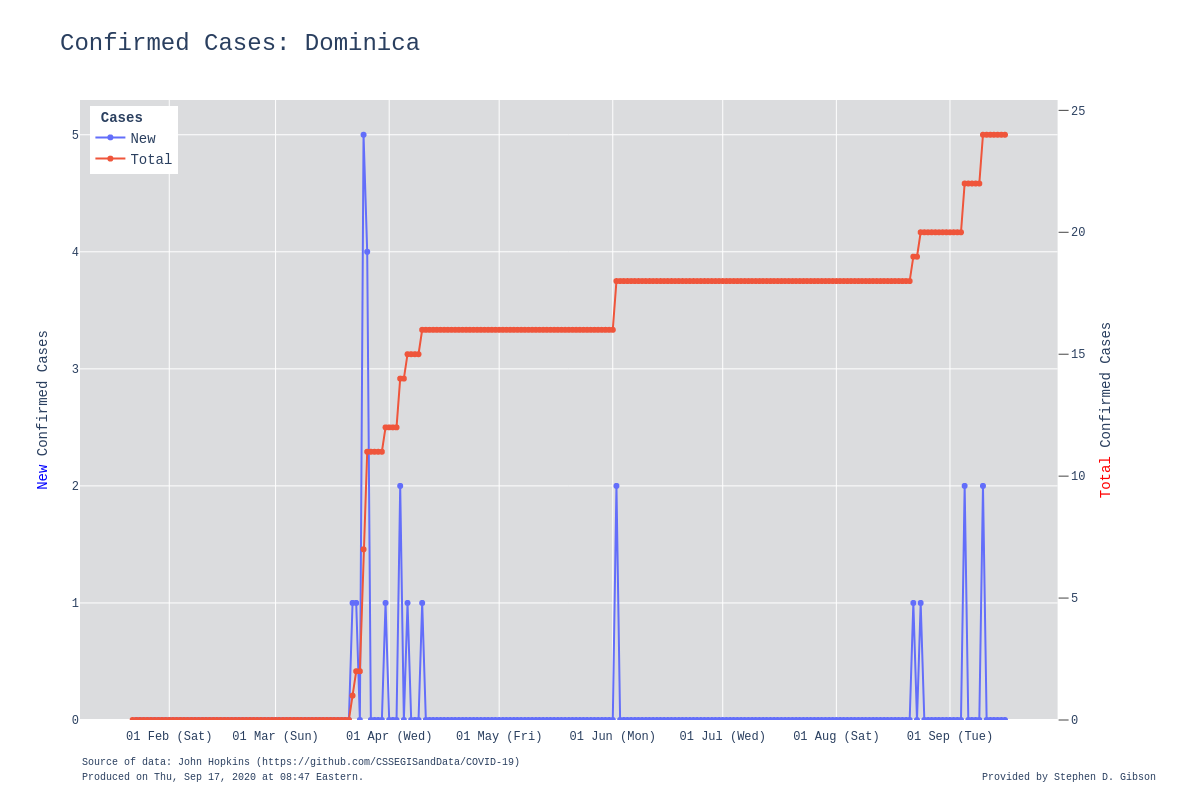 Confirmed Cases: Dominica
Cases
New
Total
5
4
3
2
1
0
New Confirmed Cases
25
20
15
10
5
0
Total Confirmed Cases
01 Feb (Sat) 01 Mar (Sun) 01 Apr (Wed) 01 May (Fri) 01 Jun (Mon) 01 Jul (Wed) 01 Aug (Sat) 01 Sep (Tue)
Source of data: John Hopkins (https://github.com/CSSEGISandData/COVID-19)
Produced on Thu, Sep 17, 2020 at 08:47 Eastern.
Provided by Stephen D. Gibson